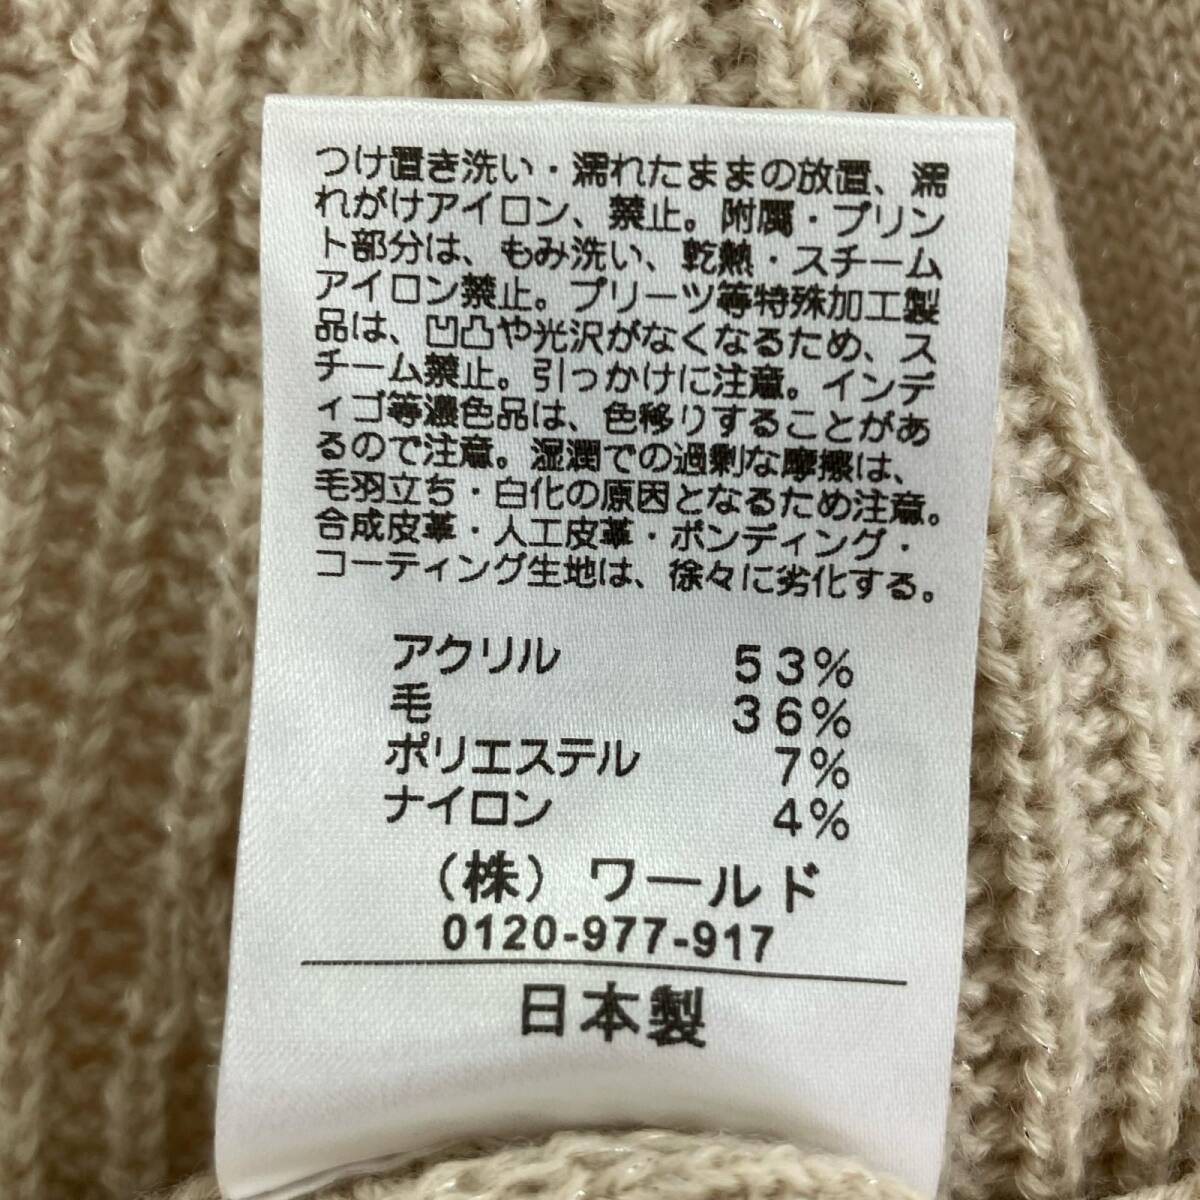 つけ置き洗い・濡れたままの放置、濡
れがけアイロン、禁止。附属・プリン
ト部分は、もみ洗い、乾熱・スチーム
アイロン禁止。プリーツ等特殊加工製
品は、凹凸や光沢がなくなるため、ス
チーム禁止。引っかけに注意。インデ
ィゴ等濃色品は、色移りすることがあ
るので注意。湿潤での過剰な摩擦は、
毛羽立ち・白化の原因となるため注意。
合成皮革・人工皮革・ボンディング・
コーティング生地は、徐々に劣化する。
アクリル 53%
毛 36%
ポリエステル 7%
ナイロン 4%
（株）ワールド
0120-977-917
日本製